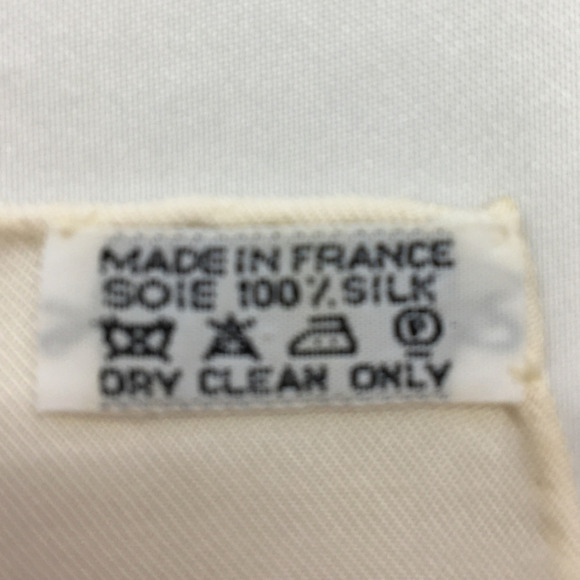 MADE IN FRANCE
SOIE 100% SILK
P
DRY CLEAN ONLY